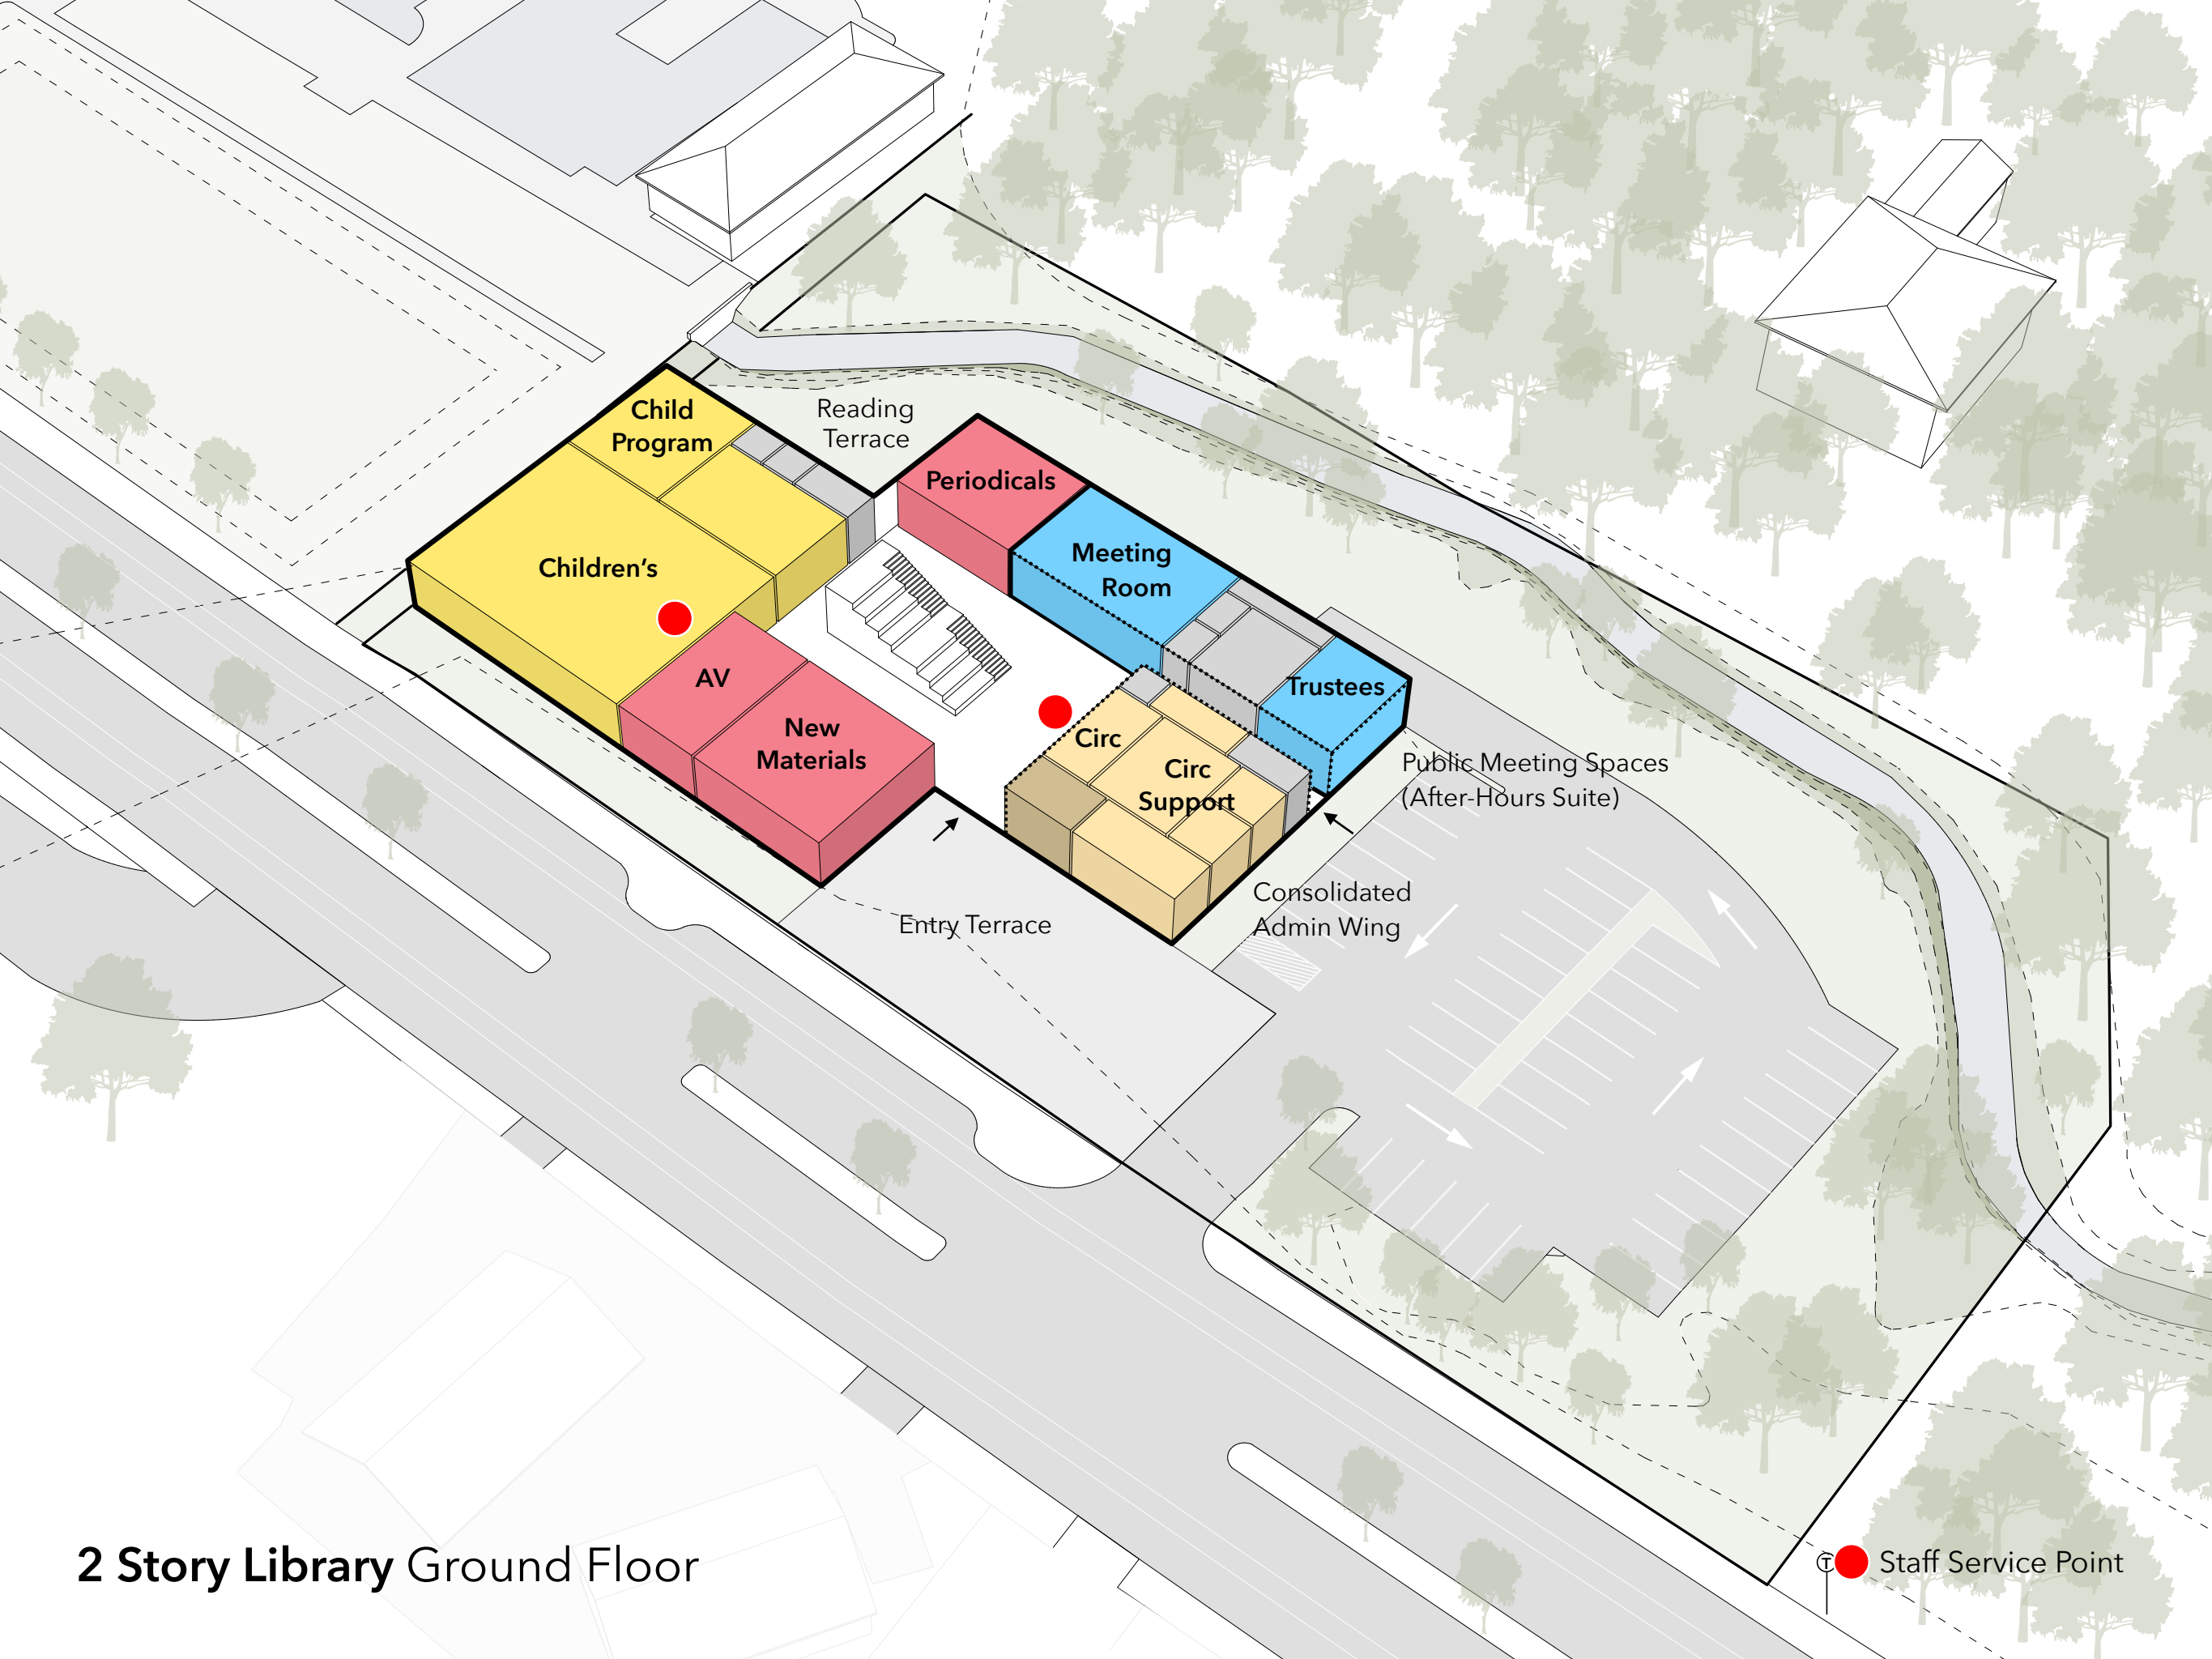 Child
Program
Reading
Terrace
Periodicals
Children's
Meeting
Room
AV
Trustees
New
Materials
Circ
Circ
Support
Public Meeting Spaces
(After-Hours Suite)
Consolidated
Admin Wing
Entry Terrace
2 Story Library Ground Floor
T
Staff Service Point